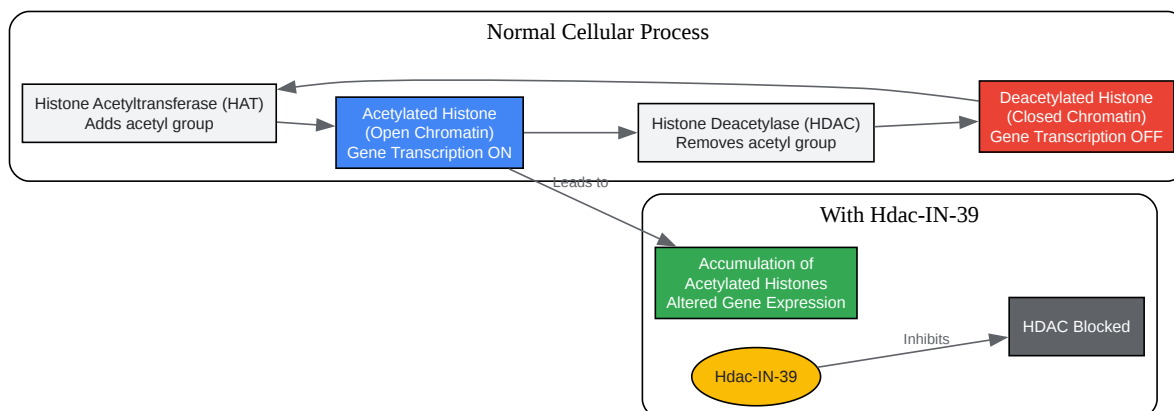 Normal Cellular Process
Histone Acetyltransferase (HAT)
Adds acetyl group
Acetylated Histone
(Open Chromatin)
Gene Transcription ON
Histone Deacetylase (HDAC)
Removes acetyl group
Deacetylated Histone
(Closed Chromatin)
Gene Transcription OFF
Leads to
With Hdac-IN-39
Accumulation of
Acetylated Histones
Altered Gene Expression
HDAC Blocked
Inhibits
Hdac-IN-39